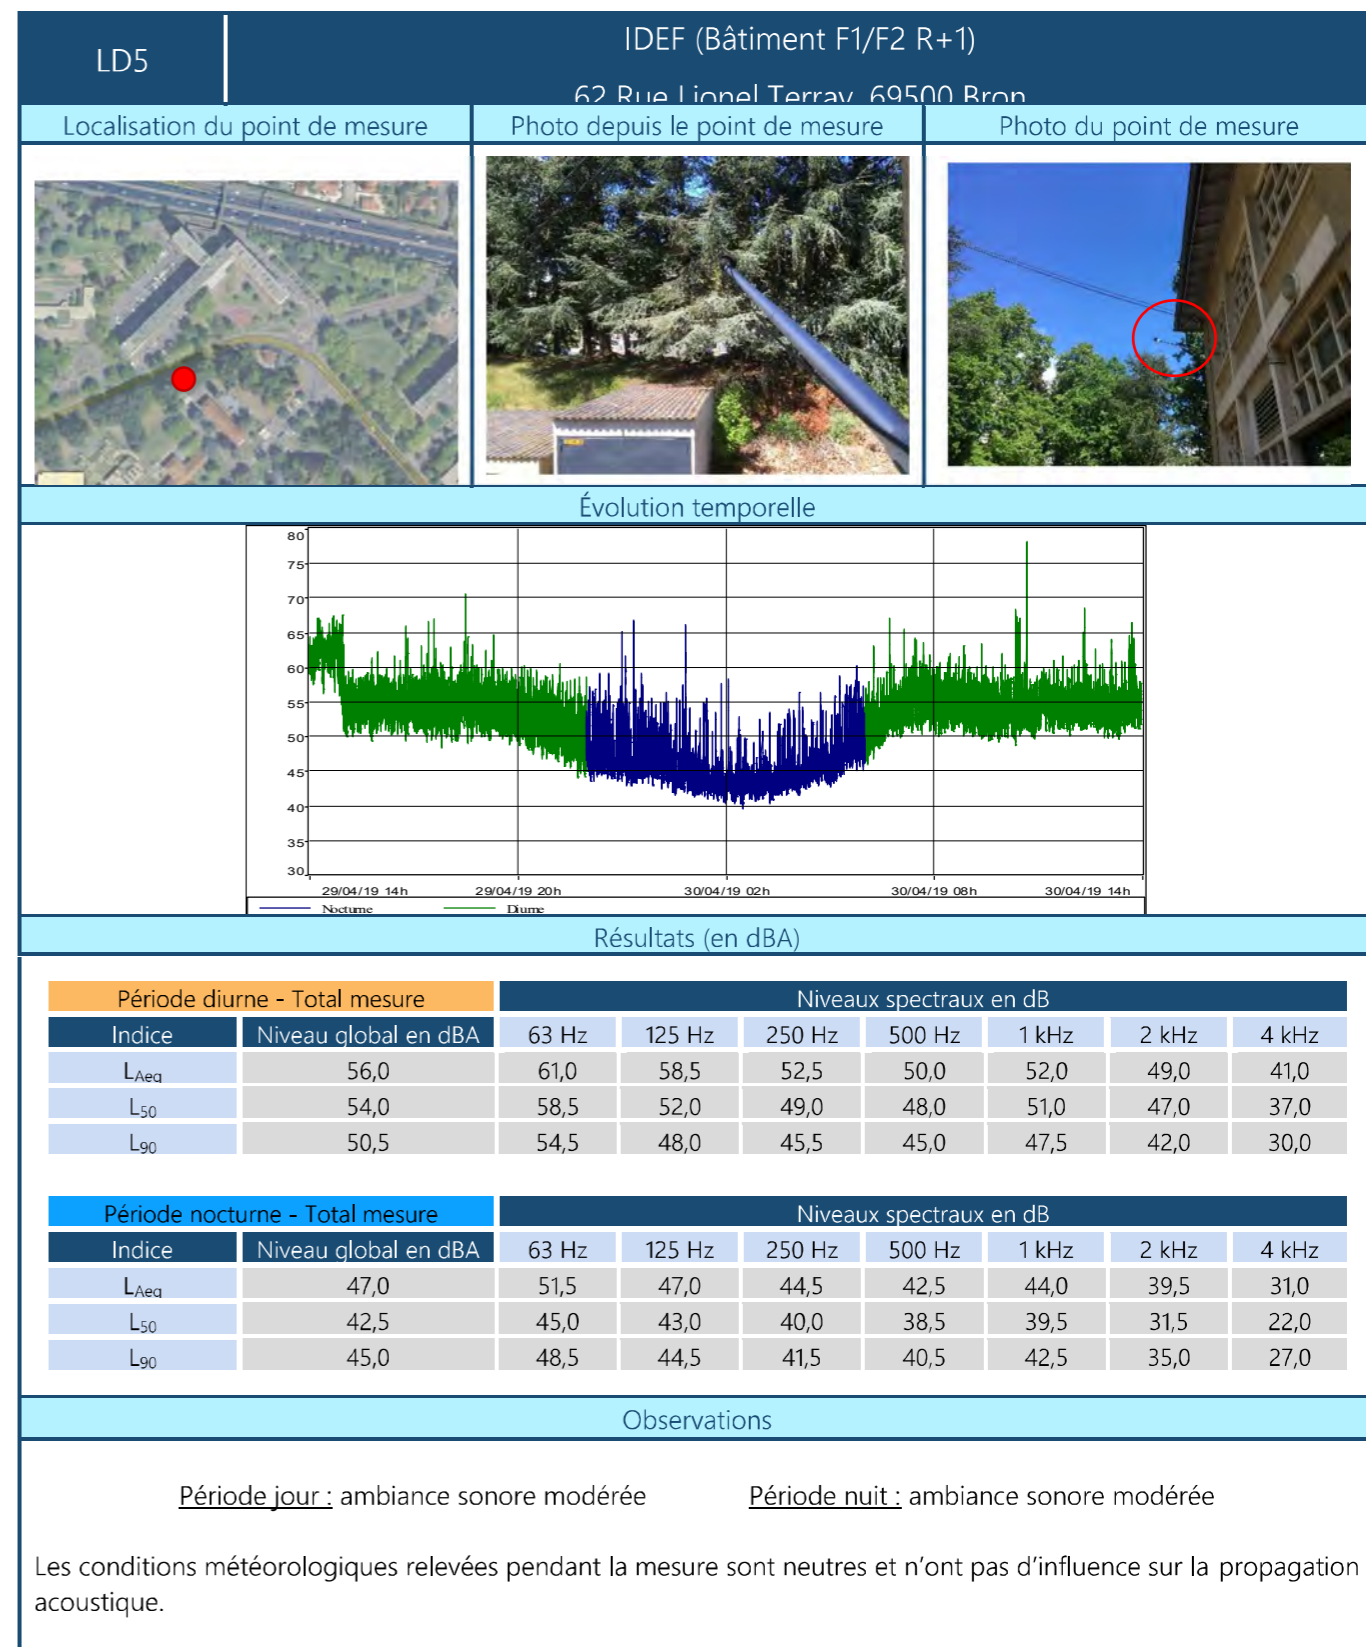 LD5
IDEF (Bâtiment F1/F2 R+1)
62 Rue Lionel Terray, 69500 Bron
Localisation du point de mesure
Photo depuis le point de mesure
Photo du point de mesure
Évolution temporelle
80
75
70
65
60
55
50
45
40
35
30
29/04/19 14h 29/04/19 20h 30/04/19 02h 30/04/19 08h 30/04/19 14h
Nocturne Diurne
Résultats (en dBA)
Période diurne - Total mesure Niveaux spectraux en dB
Indice Niveau global en dBA 63 Hz 125 Hz 250 Hz 500 Hz 1 kHz 2 kHz 4 kHz
LAeq 56,0 61,0 58,5 52,5 50,0 52,0 49,0 41,0
L50 54,0 58,5 52,0 49,0 48,0 51,0 47,0 37,0
L90 50,5 54,5 48,0 45,5 45,0 47,5 42,0 30,0
Période nocturne - Total mesure Niveaux spectraux en dB
Indice Niveau global en dBA 63 Hz 125 Hz 250 Hz 500 Hz 1 kHz 2 kHz 4 kHz
LAeq 47,0 51,5 47,0 44,5 42,5 44,0 39,5 31,0
L50 42,5 45,0 43,0 40,0 38,5 39,5 31,5 22,0
L90 45,0 48,5 44,5 41,5 40,5 42,5 35,0 27,0
Observations
Période jour : ambiance sonore modérée Période nuit : ambiance sonore modérée
Les conditions météorologiques relevées pendant la mesure sont neutres et n’ont pas d’influence sur la propagation
acoustique.